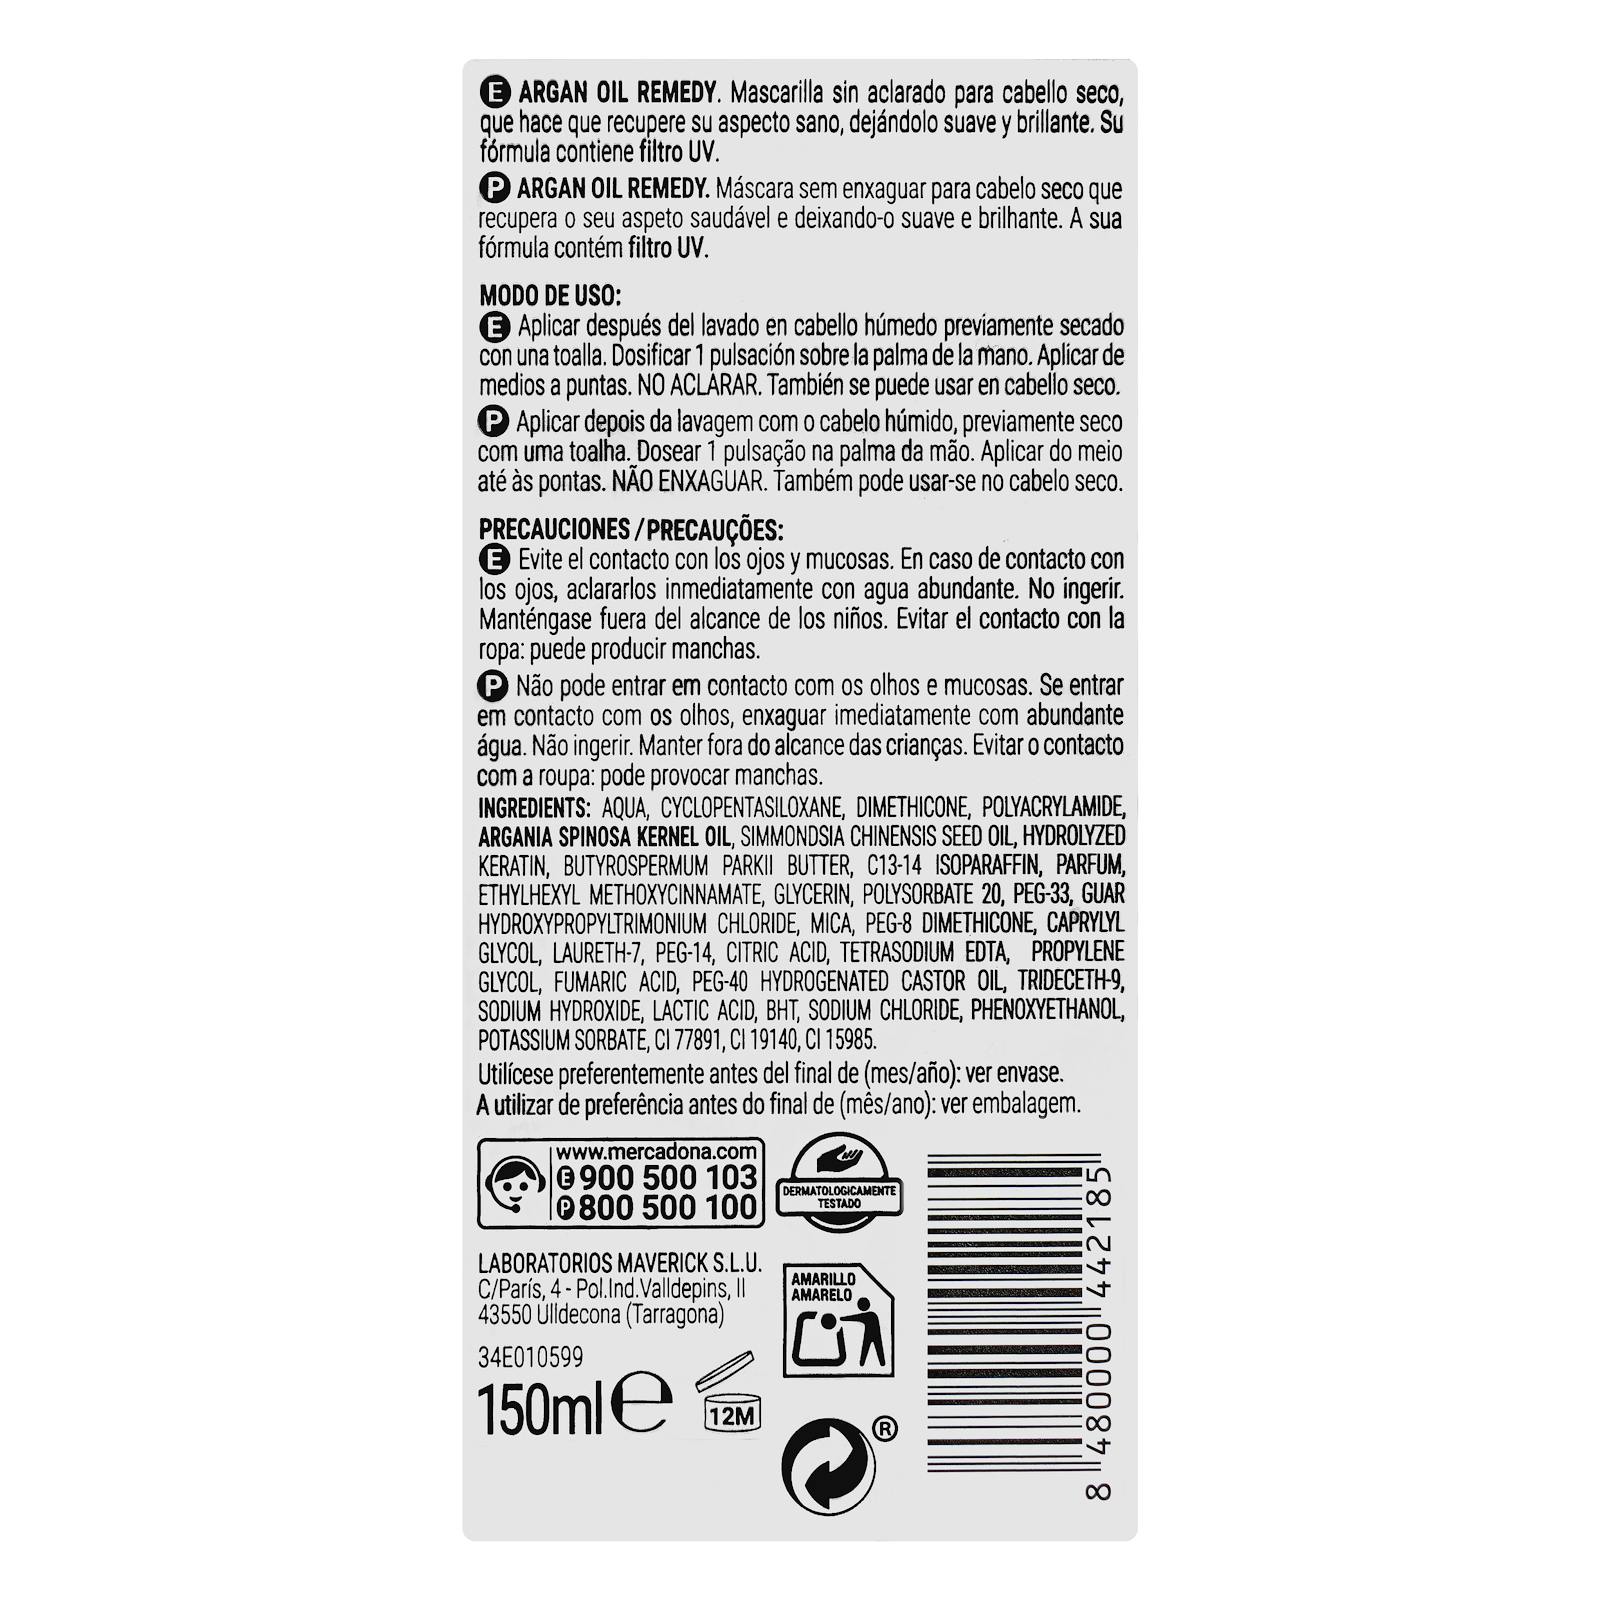 E ARGAN OIL REMEDY. Mascarilla sin aclarado para cabello seco,
que hace que recupere su aspecto sano, dejándolo suave y brillante. Su
fórmula contiene filtro UV.
P ARGAN OIL REMEDY. Máscara sem enxaguar para cabelo seco que
recupera o seu aspeto saudável e deixando-o suave e brilhante. A sua
fórmula contém filtro UV.
MODO DE USO:
E Aplicar después del lavado en cabello húmedo previamente secado
con una toalla. Dosificar 1 pulsación sobre la palma de la mano. Aplicar de
medios a puntas. NO ACLARAR. También se puede usar en cabello seco.
P Aplicar depois da lavagem com o cabelo húmido, previamente seco
com uma toalha. Dosear 1 pulsação na palma da mão. Aplicar do meio
até às pontas. NÃO ENXAGUAR. Também pode usar-se no cabelo seco.
PRECAUCIONES / PRECAUÇÕES:
E Evite el contacto con los ojos y mucosas. En caso de contacto con
los ojos, aclararlos inmediatamente con agua abundante. No ingerir.
Manténgase fuera del alcance de los niños. Evitar el contacto con la
ropa: puede producir manchas.
P Não pode entrar em contacto com os olhos e mucosas. Se entrar
em contacto com os olhos, enxaguar imediatamente com abundante
água. Não ingerir. Manter fora do alcance das crianças. Evitar o contacto
com a roupa: pode provocar manchas.
INGREDIENTS: AQUA, CYCLOPENTASILOXANE, DIMETHICONE, POLYACRYLAMIDE,
ARGANIA SPINOSA KERNEL OIL, SIMMONDSIA CHINENSIS SEED OIL, HYDROLYZED
KERATIN, BUTYROSPERMUM PARKII BUTTER, C13-14 ISOPARAFFIN, PARFUM,
ETHYLHEXYL METHOXYCINNAMATE, GLYCERIN, POLYSORBATE 20, PEG-33, GUAR
HYDROXYPROPYLTRIMONIUM CHLORIDE, MICA, PEG-8 DIMETHICONE, CAPRYLYL
GLYCOL, LAURETH-7, PEG-14, CITRIC ACID, TETRASODIUM EDTA, PROPYLENE
GLYCOL, FUMARIC ACID, PEG-40 HYDROGENATED CASTOR OIL, TRIDECETH-9,
SODIUM HYDROXIDE, LACTIC ACID, BHT, SODIUM CHLORIDE, PHENOXYETHANOL,
POTASSIUM SORBATE, CI 77891, CI 19140, CI 15985.
Utilícese preferentemente antes del final de (mes/año): ver envase.
A utilizar de preferência antes do final de (mês/ano): ver embalagem.
www.mercadona.com
E 900 500 103
P 800 500 100
DERMATOLOGICAMENTE
TESTADO
LABORATORIOS MAVERICK S.L.U.
C/París, 4 - Pol.Ind.Valldepins, II
43550 Ulldecona (Tarragona)
AMARILLO
AMARELO
34E010599
150ml e
12M
®
8 480000 442185